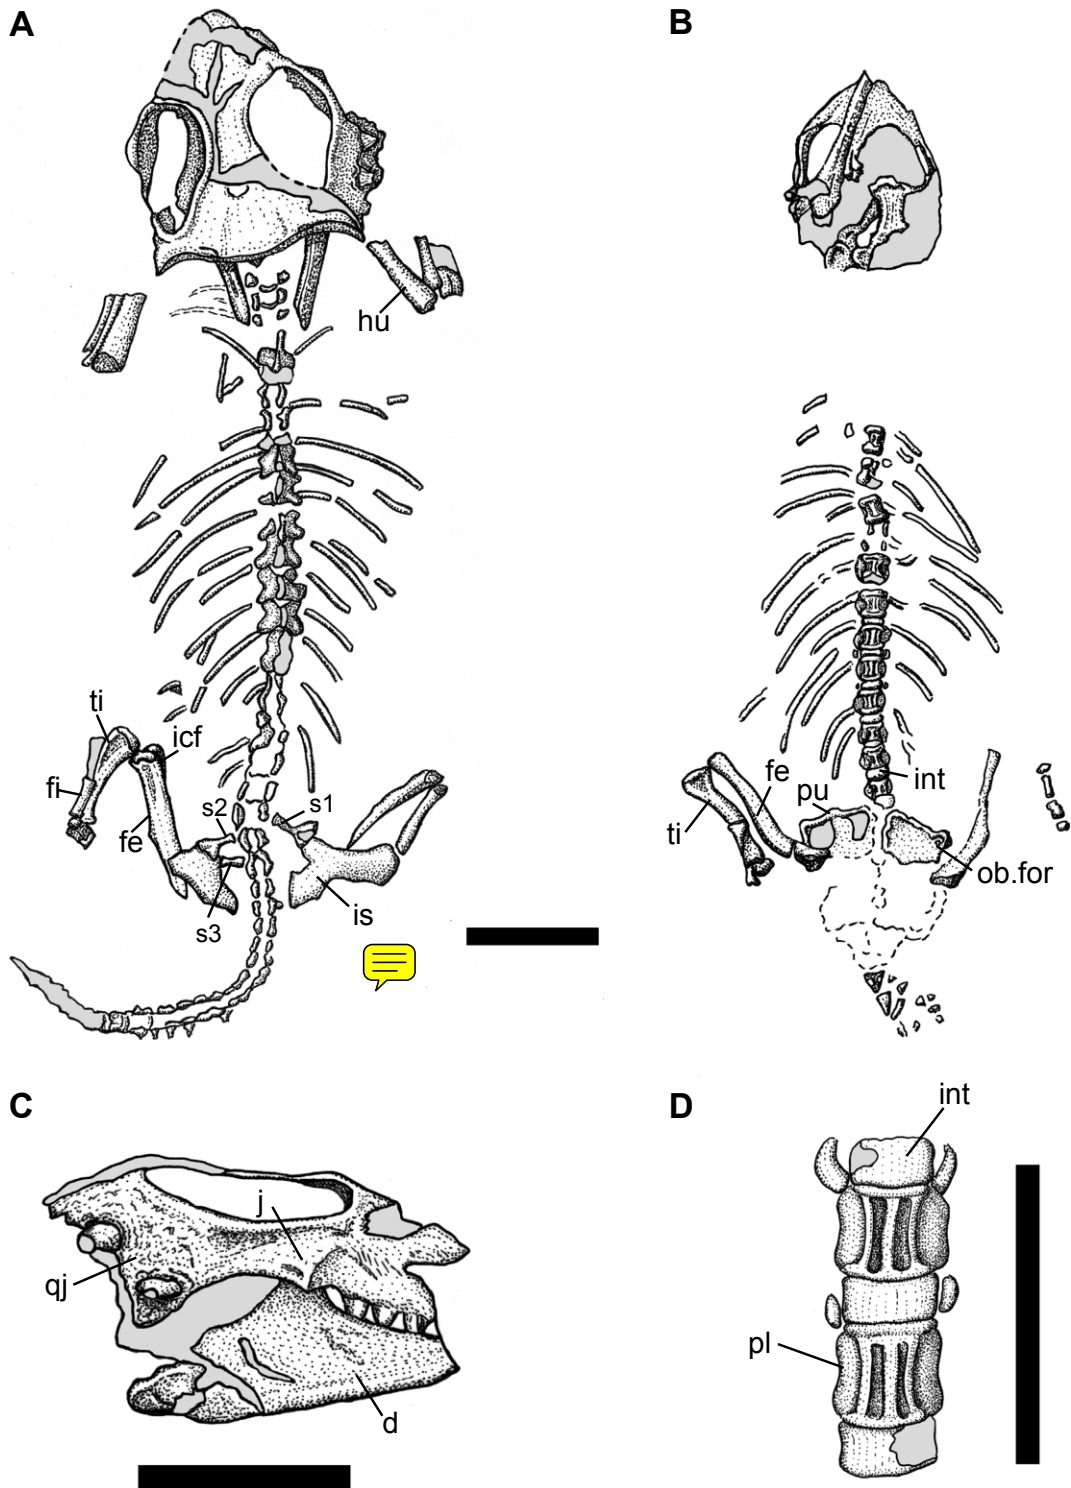 A
B
hu
ti
icf
fi
s2
s1
fe
s3
is
fe
pu
int
ti
ob.for
C
D
int
j
qj
pl
d